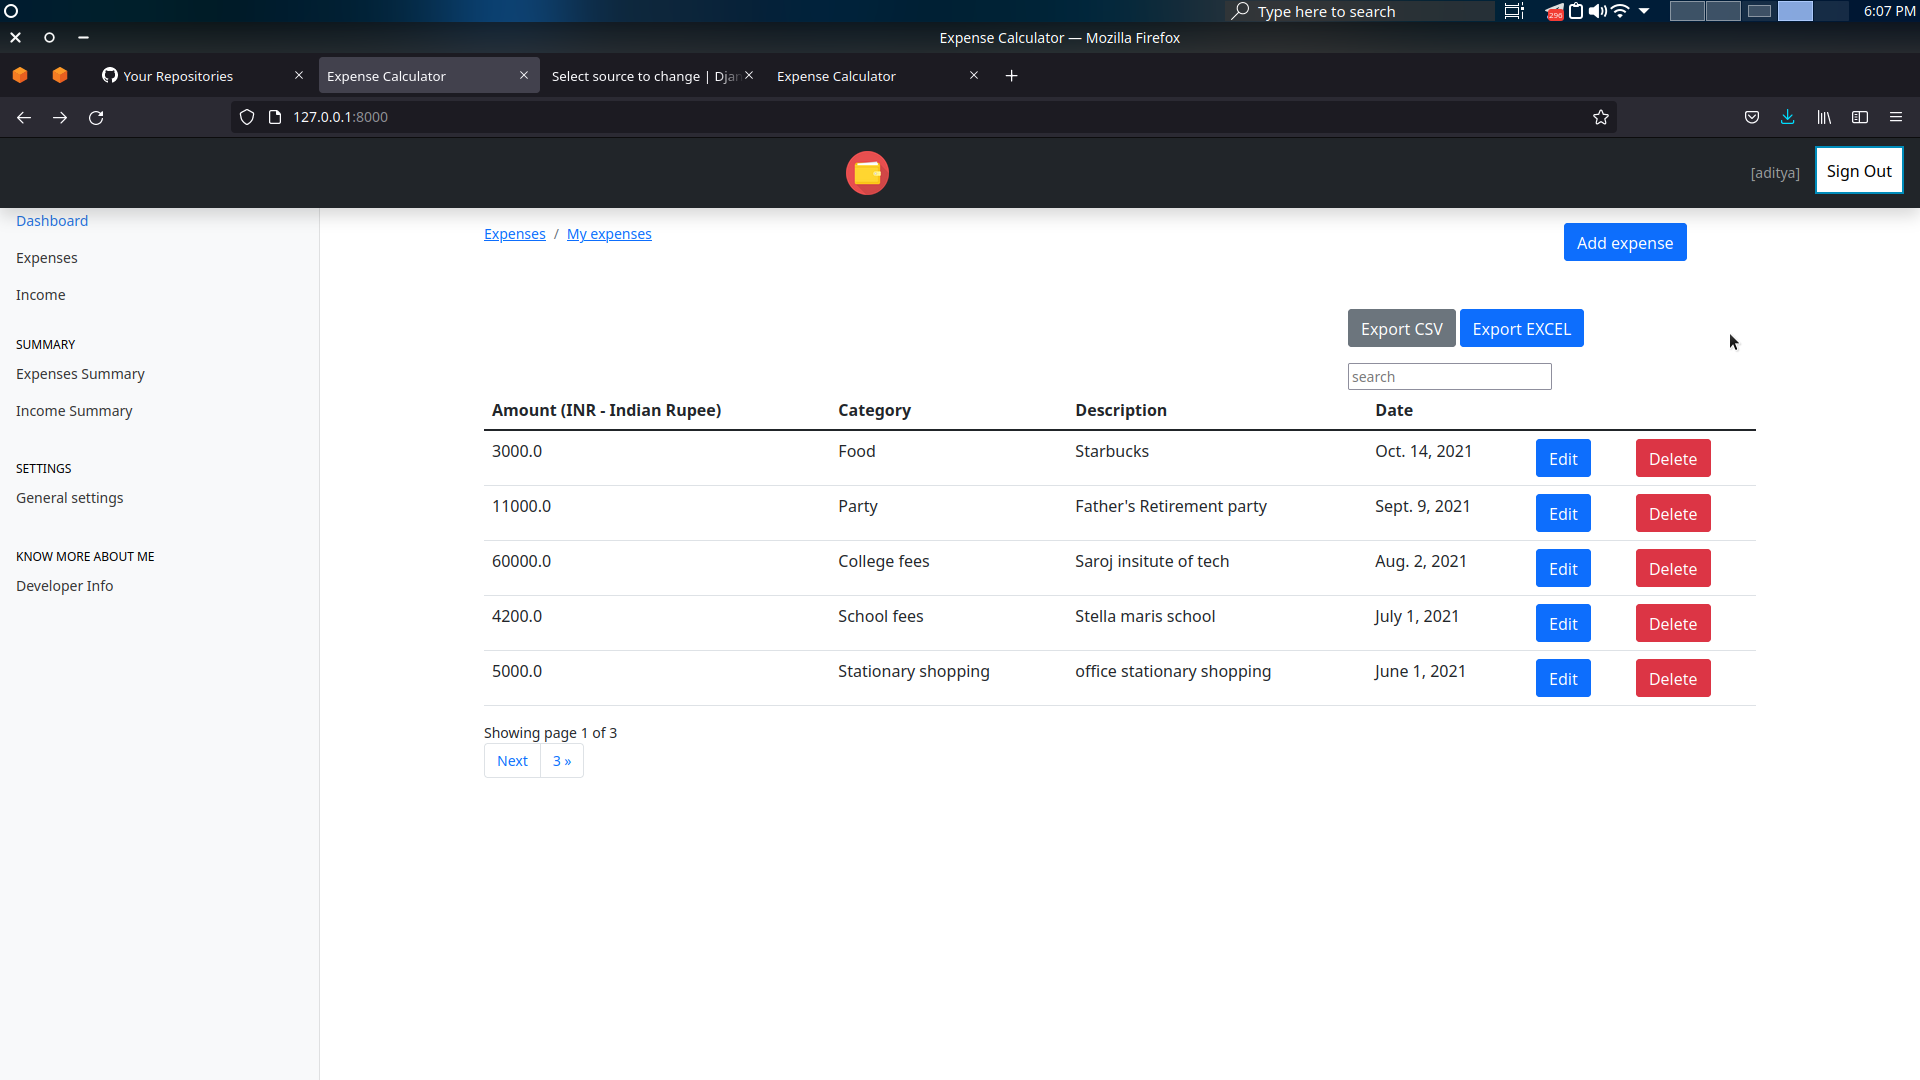 Type here to search
296
6:07 PM
Expense Calculator — Mozilla Firefox
Your Repositories
Expense Calculator
Select source to change | Djan
Expense Calculator
127.0.0.1:8000
[aditya]
Sign Out
Dashboard
Expenses
Income
SUMMARY
Expenses Summary
Income Summary
SETTINGS
General settings
KNOW MORE ABOUT ME
Developer Info
Expenses / My expenses
Add expense
Export CSV Export EXCEL
search
Amount (INR - Indian Rupee) Category Description Date
3000.0 Food Starbucks Oct. 14, 2021 Edit Delete
11000.0 Party Father's Retirement party Sept. 9, 2021 Edit Delete
60000.0 College fees Saroj insitute of tech Aug. 2, 2021 Edit Delete
4200.0 School fees Stella maris school July 1, 2021 Edit Delete
5000.0 Stationary shopping office stationary shopping June 1, 2021 Edit Delete
Showing page 1 of 3
Next 3 »